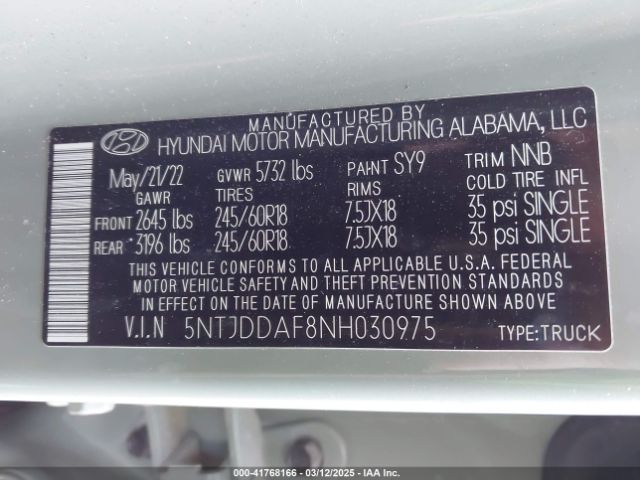 MANUFACTURED BY
HYUNDAI MOTOR MANUFACTURING ALABAMA, LLC
May/21/22 GVWR 5732 lbs PAINT SY9 TRIM NNB
GAWR TIRES RIMS COLD TIRE INFL
FRONT 2645 lbs 245/60R18 7.5JX18 35 psi SINGLE
REAR 3196 lbs 245/60R18 7.5JX18 35 psi SINGLE
THIS VEHICLE CONFORMS TO ALL APPLICABLE U.S.A. FEDERAL
MOTOR VEHICLE SAFETY AND THEFT PREVENTION STANDARDS
IN EFFECT ON THE DATE OF MANUFACTURE SHOWN ABOVE
V.I.N 5NTJDDAF8NH030975 TYPE:TRUCK
000-41768166 - 03/12/2025 - IAA Inc.